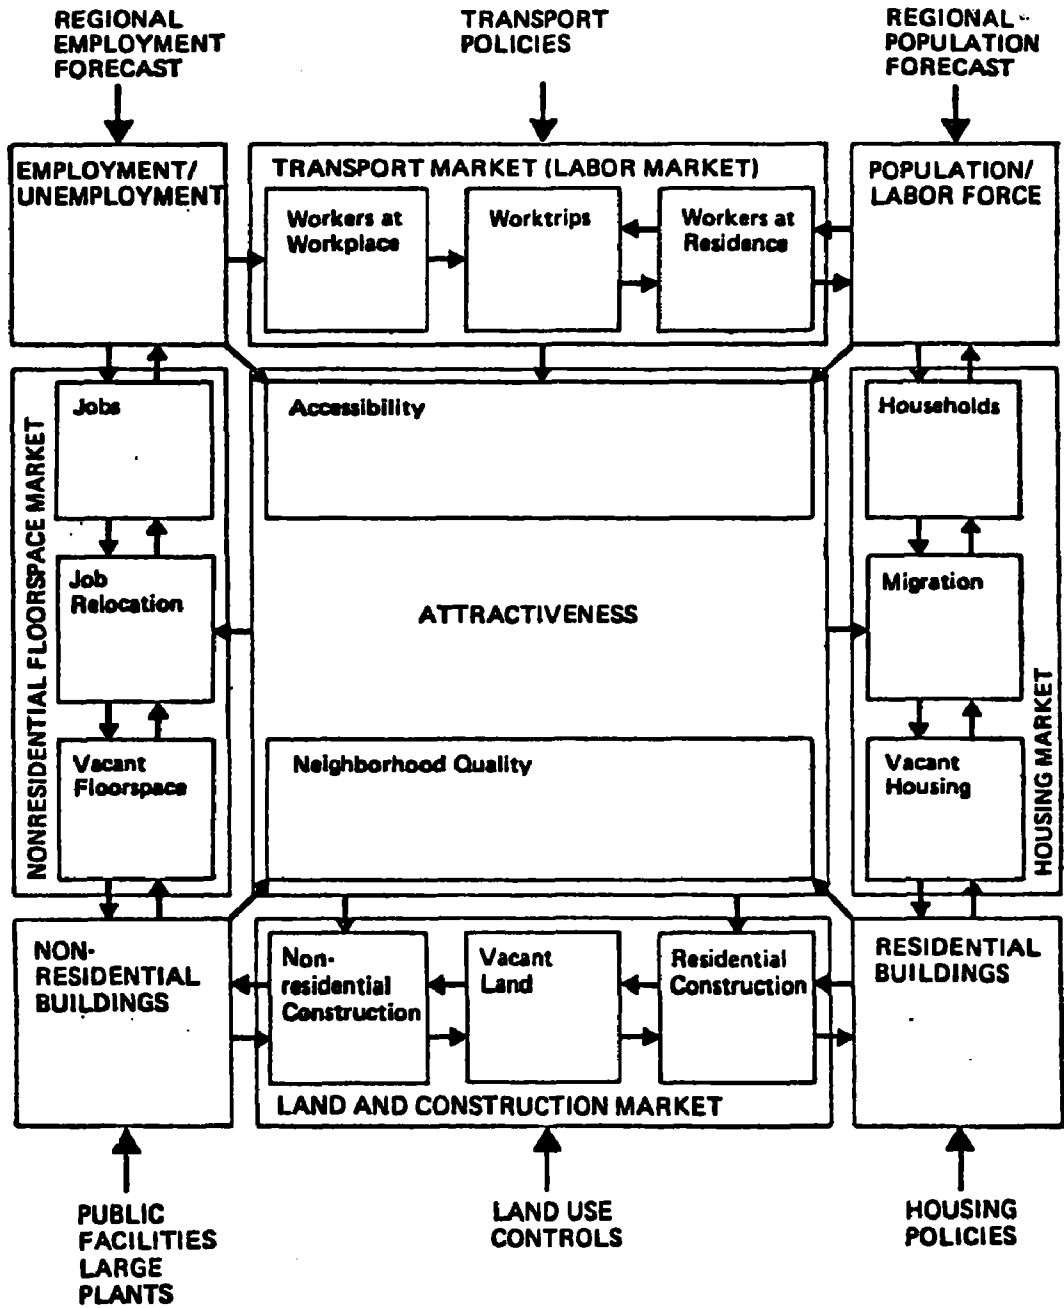 REGIONAL
EMPLOYMENT
FORECAST
TRANSPORT
POLICIES
REGIONAL
POPULATION
FORECAST
EMPLOYMENT/
UNEMPLOYMENT
TRANSPORT MARKET (LABOR MARKET)
Workers at
Workplace
Worktrips
Workers at
Residence
POPULATION/
LABOR FORCE
NONRESIDENTIAL FLOORSPACE MARKET
Jobs
Job
Relocation
Vacant
Floorspace
Accessibility
ATTRACTIVENESS
Neighborhood Quality
Households
Migration
Vacant
Housing
HOUSING MARKET
NON-
RESIDENTIAL
BUILDINGS
Non-
residential
Construction
Vacant
Land
Residential
Construction
LAND AND CONSTRUCTION MARKET
RESIDENTIAL
BUILDINGS
PUBLIC
FACILITIES
LARGE
PLANTS
LAND USE
CONTROLS
HOUSING
POLICIES